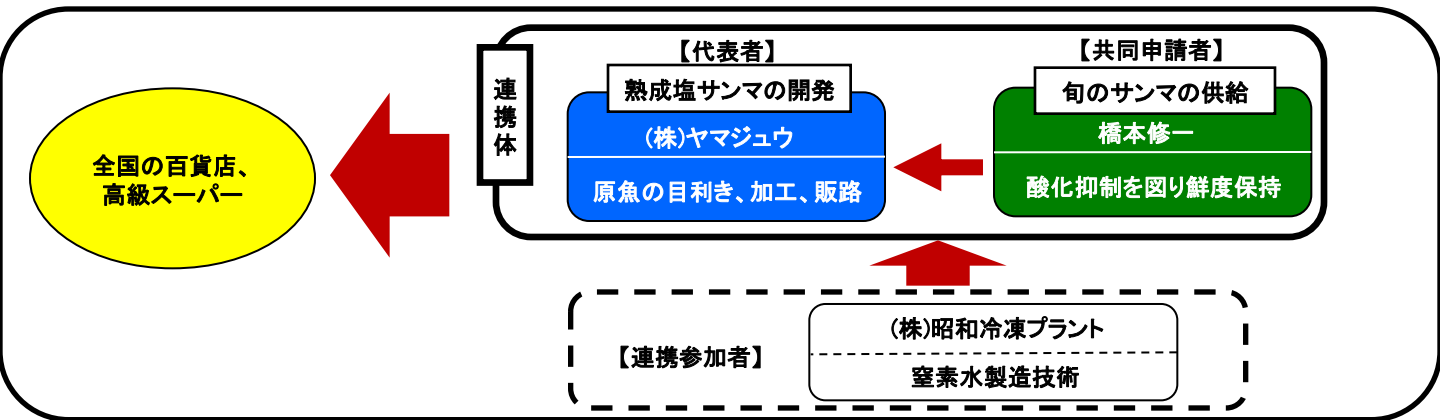 全国の百貨店、
高級スーパー
連携体
【代表者】
熟成塩サンマの開発
(株)ヤマジュウ
原魚の目利き、加工、販路
【共同申請者】
旬のサンマの供給
橋本修一
酸化抑制を図り鮮度保持
【連携参加者】
(株)昭和冷凍プラント
窒素水製造技術